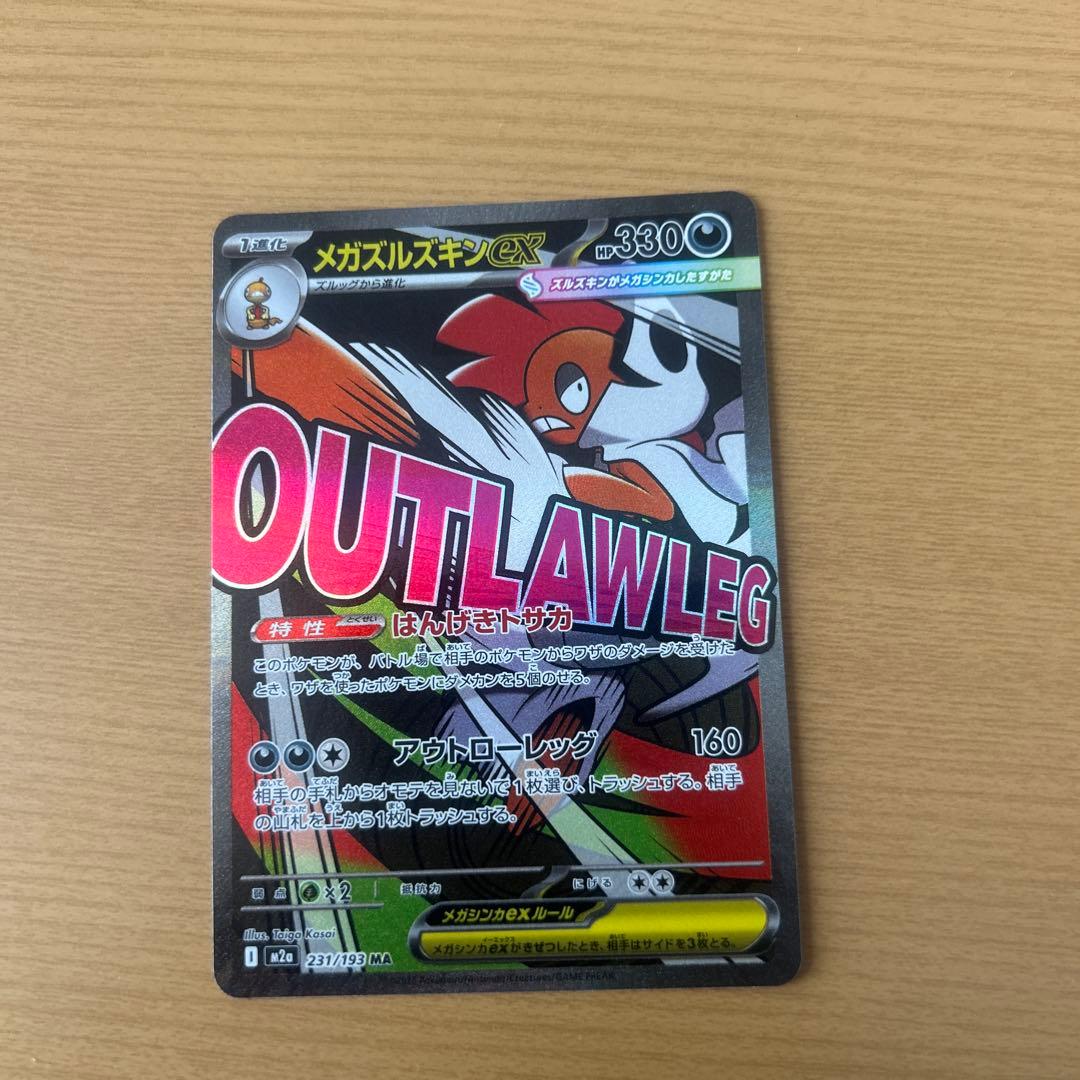 1進化
メガズルズキンex
HP330
ズルッグから進化
ズルズキンがメガシンカしたすがた
OUTLAW LEG
特性
とくせい
はんげきトサカ
このポケモンが、バトル場で相手のポケモンからワザのダメージを受けた
とき、ワザを使ったポケモンにダメカンを5個のせる。
アウトローレッグ 160
相手の手札からオモテを見ないで1枚選び、トラッシュする。相手
の山札を上から1枚トラッシュする。
弱点 ×2 抵抗力 にげる
メガシンカexルール
メガシンカexがきぜつしたとき、相手はサイドを3枚とる。
Illus. Taiga Kasai
I m2a 231/193 MA